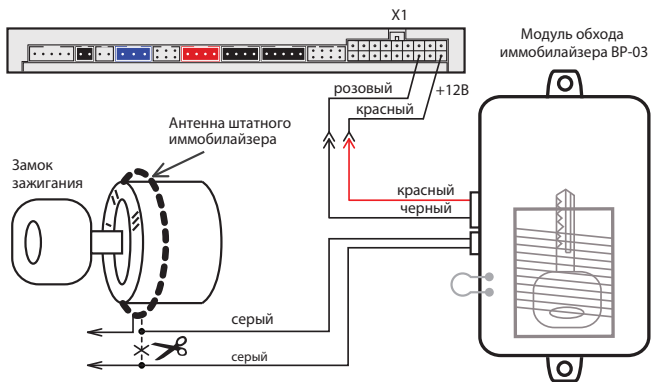 X1
Модуль обхода
иммобилайзера BP-03
розовый
+12В
красный
Антенна штатного
иммобилайзера
Замок
зажигания
красный
черный
серый
серый